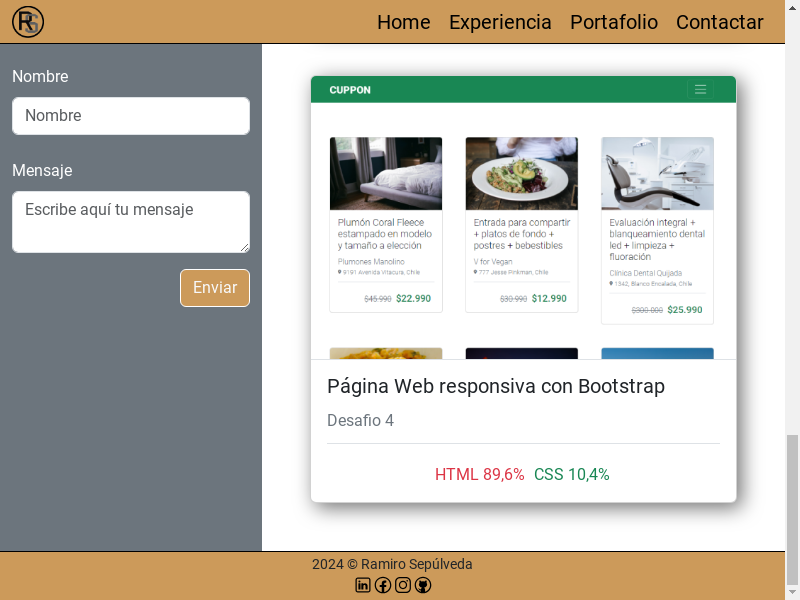 RS
Home Experiencia Portafolio Contactar
Nombre
Nombre
Mensaje
Escribe aquí tu mensaje
Enviar
CUPPON
Plumón Coral Fleece
estampado en modelo
y tamaño a elección
Plumones Manolino
9191 Avenida Vitacura, Chile
$45.990 $22.990
Entrada para compartir
+ platos de fondo +
postres + bebestibles
V for Vegan
777 Jesse Pinkman, Chile
$30.990 $12.990
Evaluación integral +
blanqueamiento dental
led + limpieza +
fluoración
Clínica Dental Quijada
1342, Blanco Encalada, Chile
$300.000 $25.990
Página Web responsiva con Bootstrap
Desafio 4
HTML 89,6% CSS 10,4%
2024 © Ramiro Sepúlveda
in